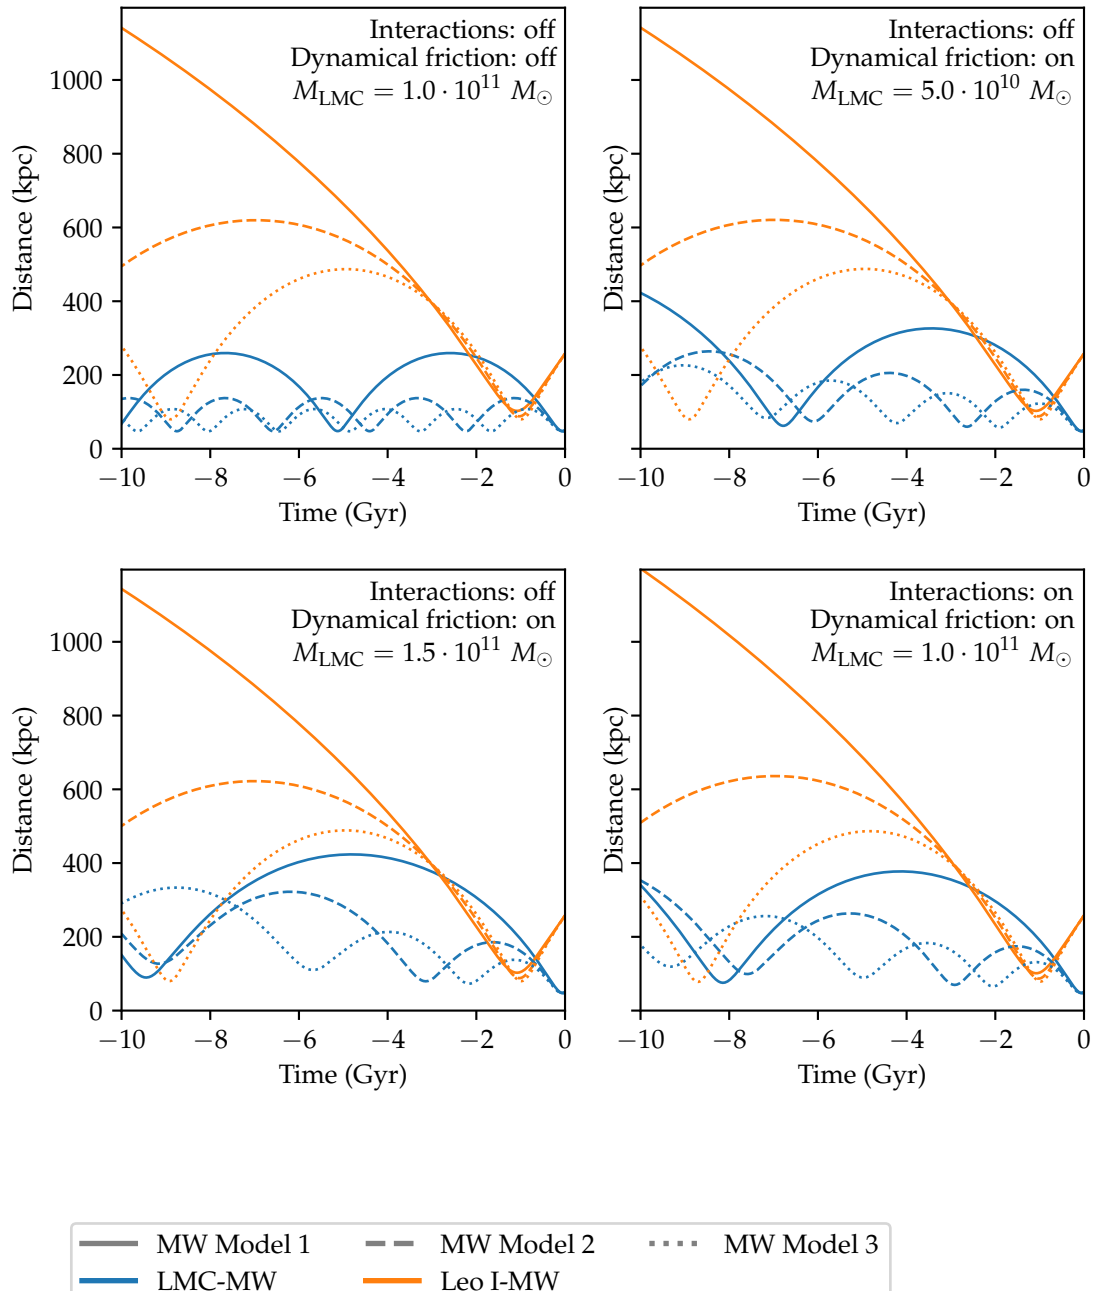 Interactions: off
Dynamical friction: off
M_LMC = 1.0 · 10^11 M_⊙
Distance (kpc)
1000
800
600
400
200
0
−10
−8
−6
−4
−2
0
Time (Gyr)
Interactions: off
Dynamical friction: on
M_LMC = 5.0 · 10^10 M_⊙
Distance (kpc)
−10
−8
−6
−4
−2
0
Time (Gyr)
Interactions: off
Dynamical friction: on
M_LMC = 1.5 · 10^11 M_⊙
Distance (kpc)
1000
800
600
400
200
0
−10
−8
−6
−4
−2
0
Time (Gyr)
Interactions: on
Dynamical friction: on
M_LMC = 1.0 · 10^11 M_⊙
Distance (kpc)
−10
−8
−6
−4
−2
0
Time (Gyr)
MW Model 1 MW Model 2 MW Model 3
LMC-MW Leo I-MW